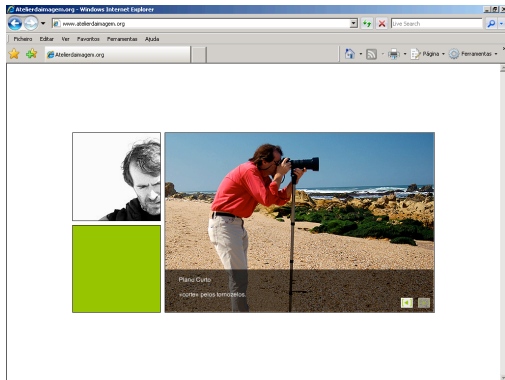 Atelierdaimagem.org - Windows Internet Explorer
www.atelierdaimagem.org
Live Search
Ficheiro Editar Ver Favoritos Ferramentas Ajuda
Atelierdaimagem.org
Página
Ferramentas
Plano Curto
«corte» pelos tornozelos.